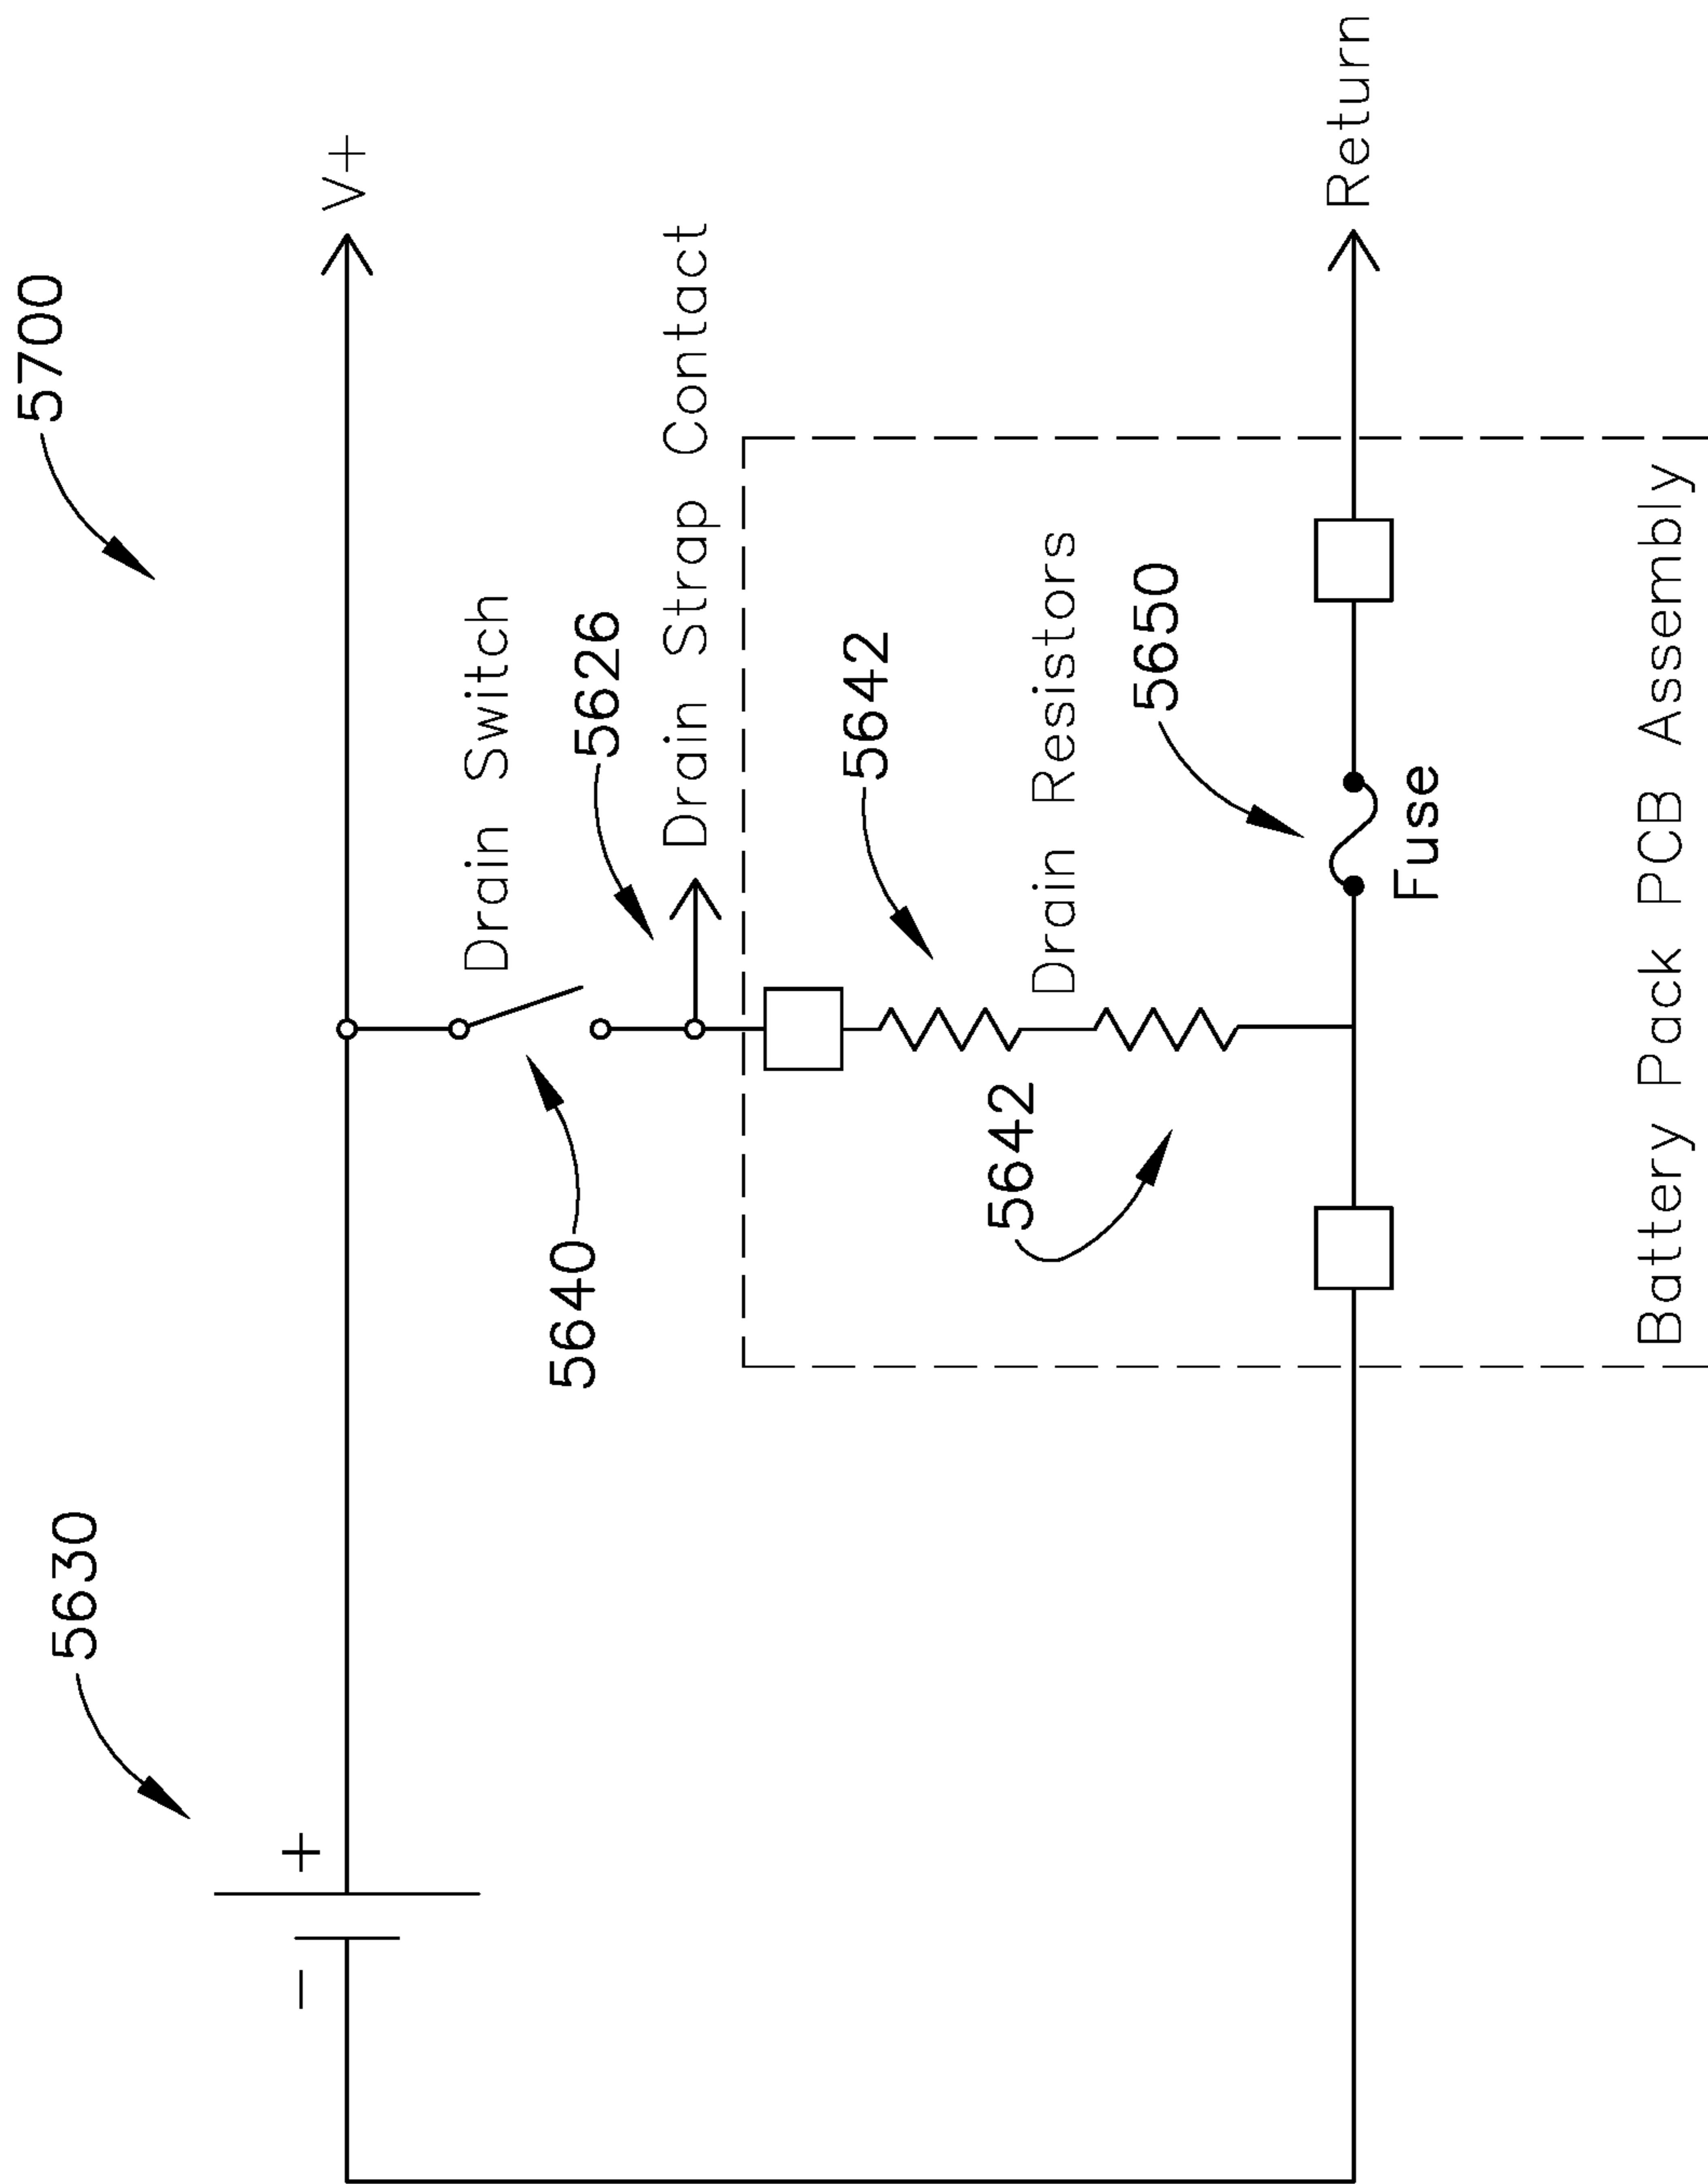 5700
5630
+
−
V+
Drain Switch
5640
5626
Drain Strap Contact
5642
5642
Drain Resistors
5650
Fuse
Return
Battery Pack PCB Assembly